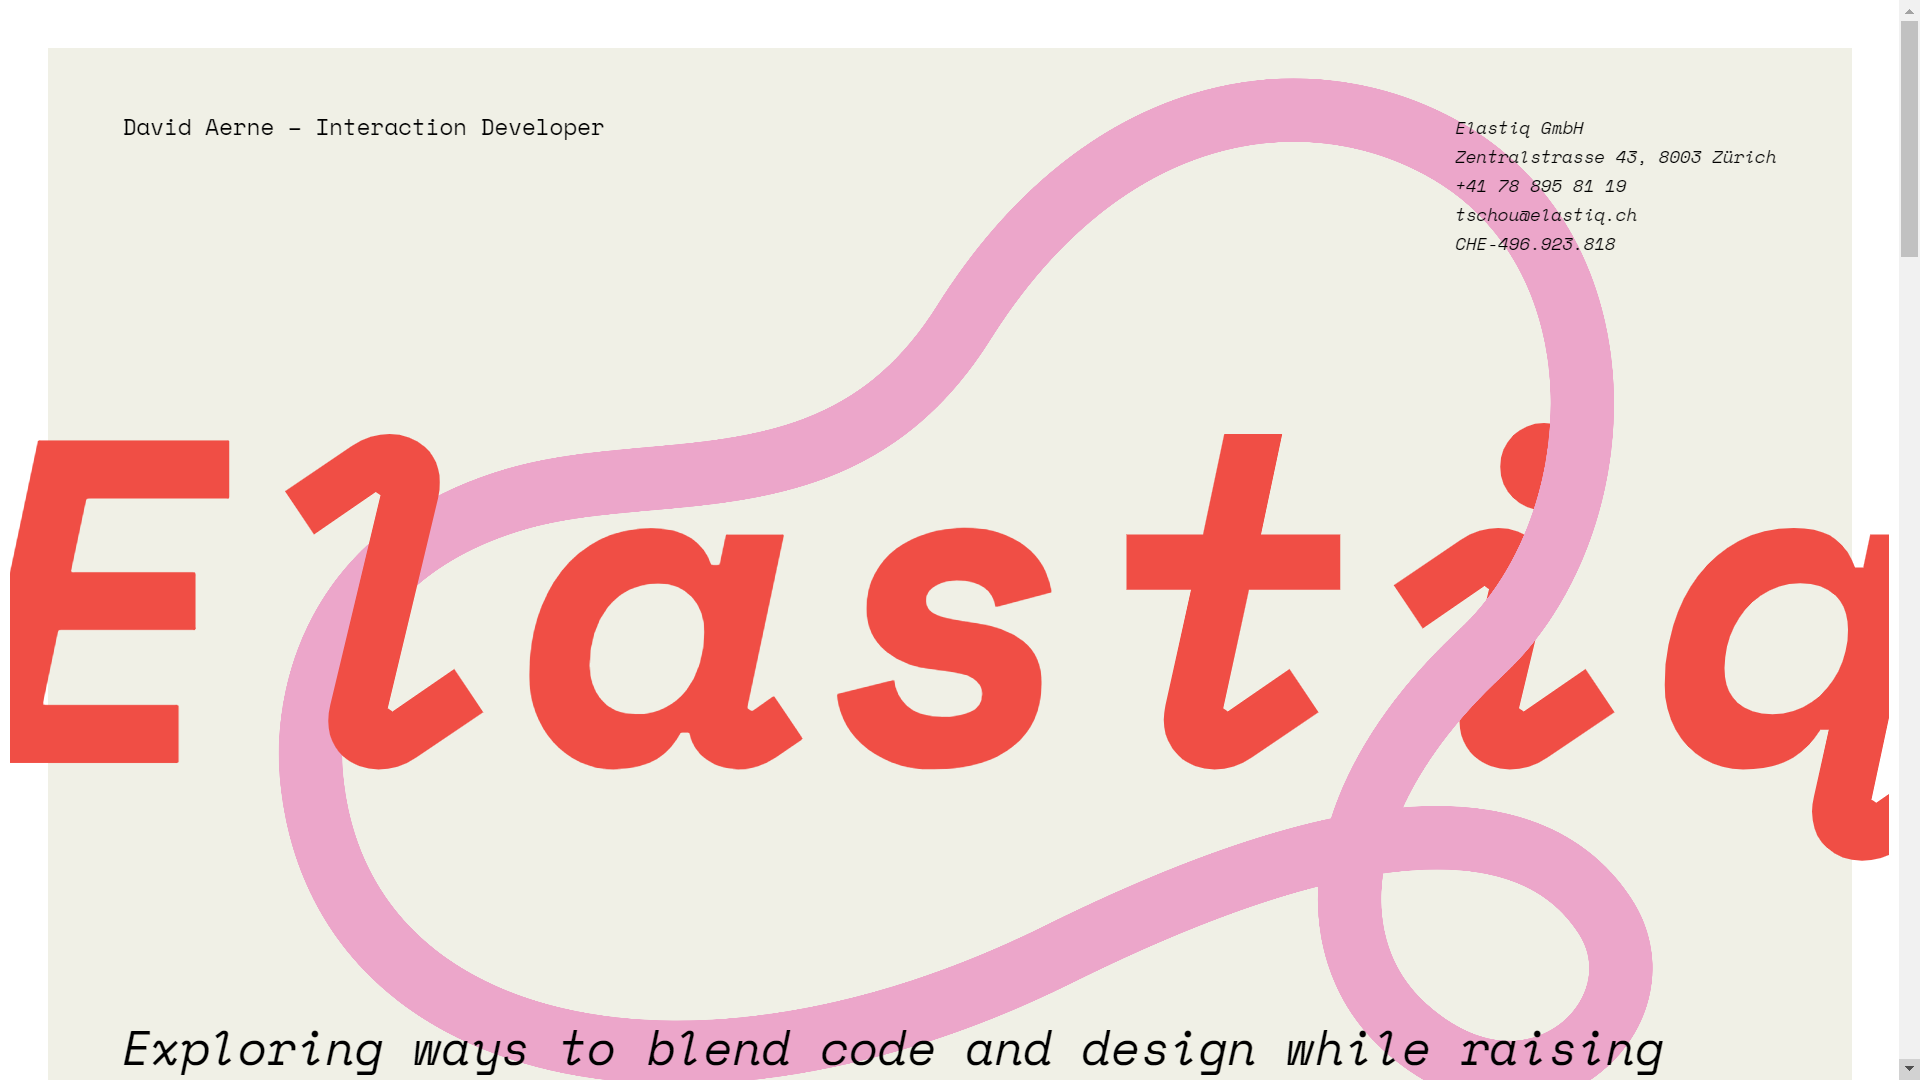 David Aerne – Interaction Developer
Elastiq GmbH
Zentralstrasse 43, 8003 Zürich
+41 78 895 81 19
tschou@elastiq.ch
CHE-496.923.818
Elastiq
Exploring ways to blend code and design while raising